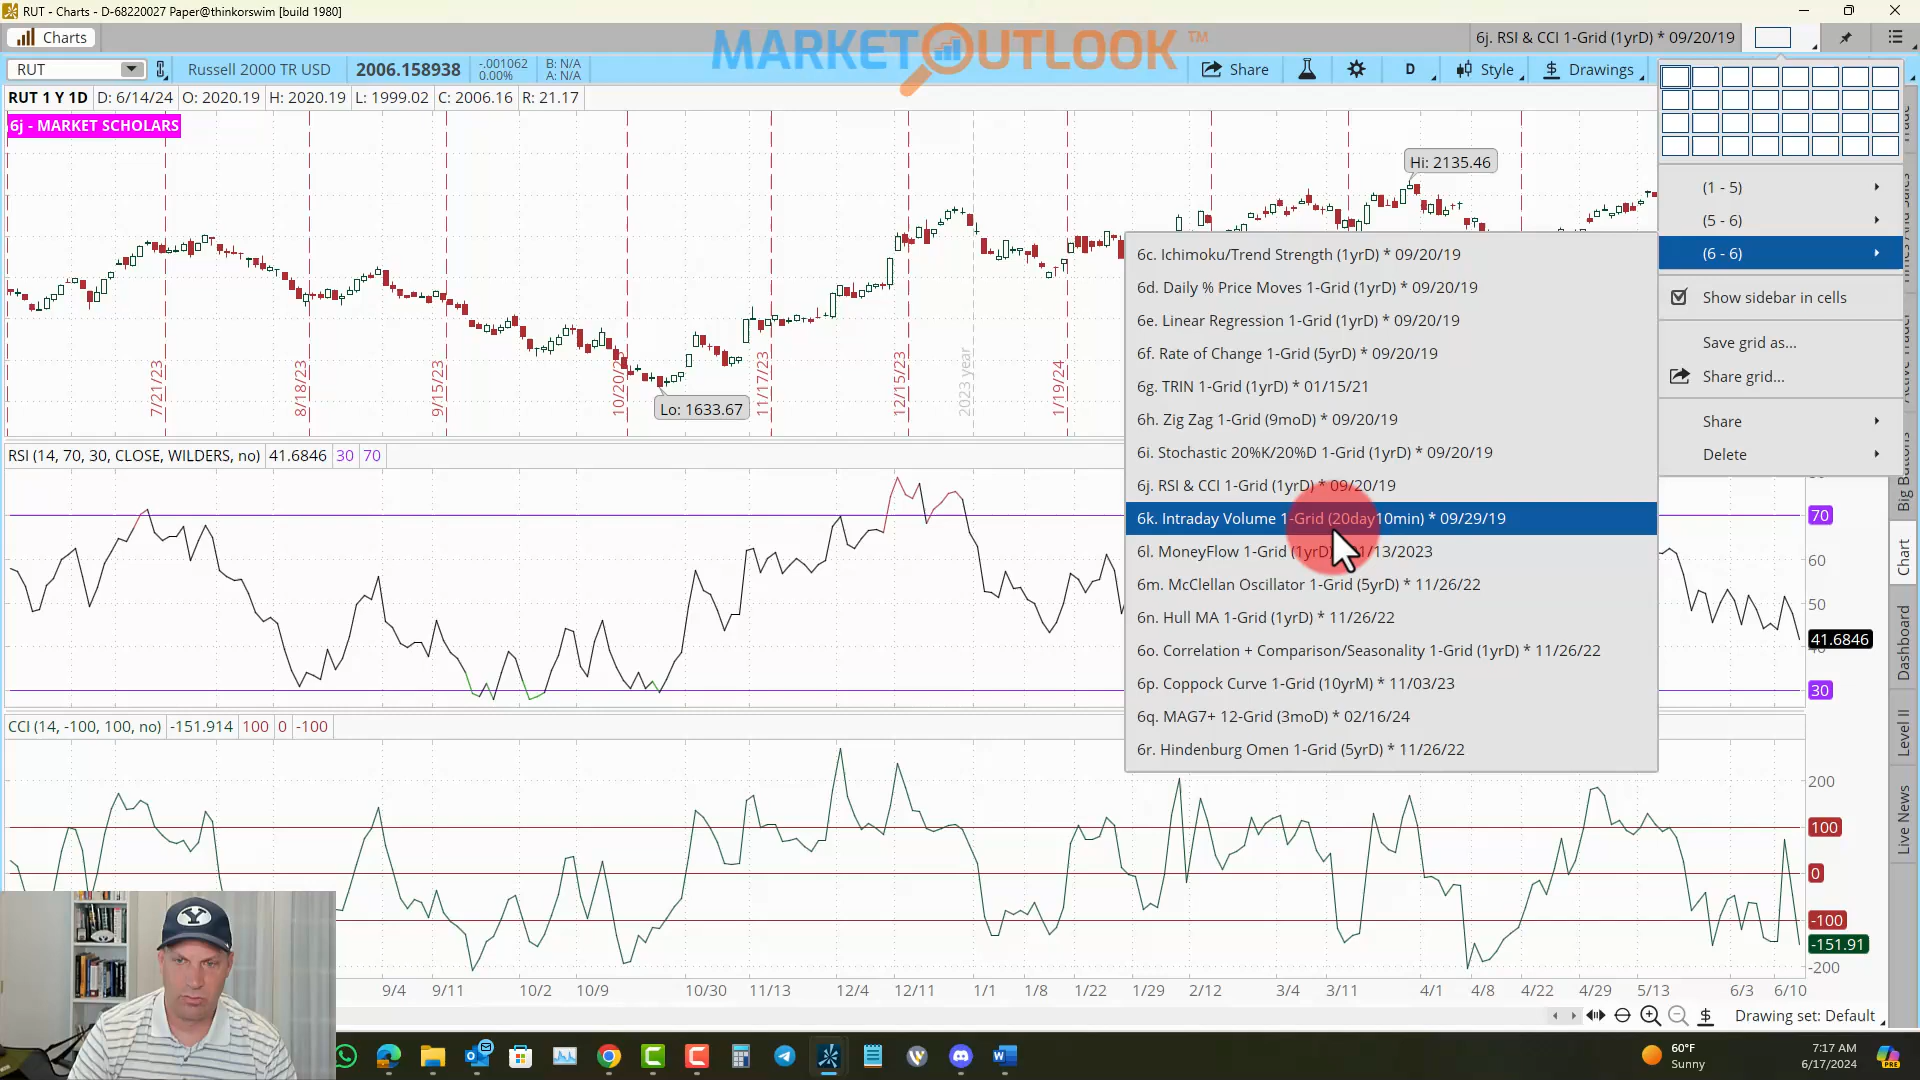 RUT - Charts - D-68220027 Paper@thinkorswim [build 1980]
Charts
MARKET OUTLOOK ™
6j. RSI & CCI 1-Grid (1yrD) * 09/20/19
RUT
Russell 2000 TR USD
2006.158938
-.001062
0.00%
B: N/A
A: N/A
Share
D
Style
Drawings
RUT 1 Y 1D D: 6/14/24 O: 2020.19 H: 2020.19 L: 1999.02 C: 2006.16 R: 21.17
6j - MARKET SCHOLARS
Hi: 2135.46
Lo: 1633.67
7/21/23
8/18/23
9/15/23
10/20/2
11/17/23
12/15/23
2023 year
1/19/24
(1 - 5)
(5 - 6)
(6 - 6)
Show sidebar in cells
Save grid as...
Share grid...
Share
Delete
6c. Ichimoku/Trend Strength (1yrD) * 09/20/19
6d. Daily % Price Moves 1-Grid (1yrD) * 09/20/19
6e. Linear Regression 1-Grid (1yrD) * 09/20/19
6f. Rate of Change 1-Grid (5yrD) * 09/20/19
6g. TRIN 1-Grid (1yrD) * 01/15/21
6h. Zig Zag 1-Grid (9moD) * 09/20/19
6i. Stochastic 20%K/20%D 1-Grid (1yrD) * 09/20/19
6j. RSI & CCI 1-Grid (1yrD) * 09/20/19
6k. Intraday Volume 1-Grid (20day10min) * 09/29/19
6l. MoneyFlow 1-Grid (1yrD) 1/13/2023
6m. McClellan Oscillator 1-Grid (5yrD) * 11/26/22
6n. Hull MA 1-Grid (1yrD) * 11/26/22
6o. Correlation + Comparison/Seasonality 1-Grid (1yrD) * 11/26/22
6p. Coppock Curve 1-Grid (10yrM) * 11/03/23
6q. MAG7+ 12-Grid (3moD) * 02/16/24
6r. Hindenburg Omen 1-Grid (5yrD) * 11/26/22
RSI (14, 70, 30, CLOSE, WILDERS, no) 41.6846 30 70
70
60
50
41.6846
30
CCI (14, -100, 100, no) -151.914 100 0 -100
200
100
0
-100
-151.91
-200
Big Buttons
Chart
Dashboard
Level II
Live News
9/4 9/11 10/2 10/9 10/30 11/13 12/4 12/11 1/1 1/8 1/22 1/29 2/12 3/4 3/11 4/1 4/8 4/22 4/29 5/13 6/3 6/10
Drawing set: Default
60°F
Sunny
7:17 AM
6/17/2024